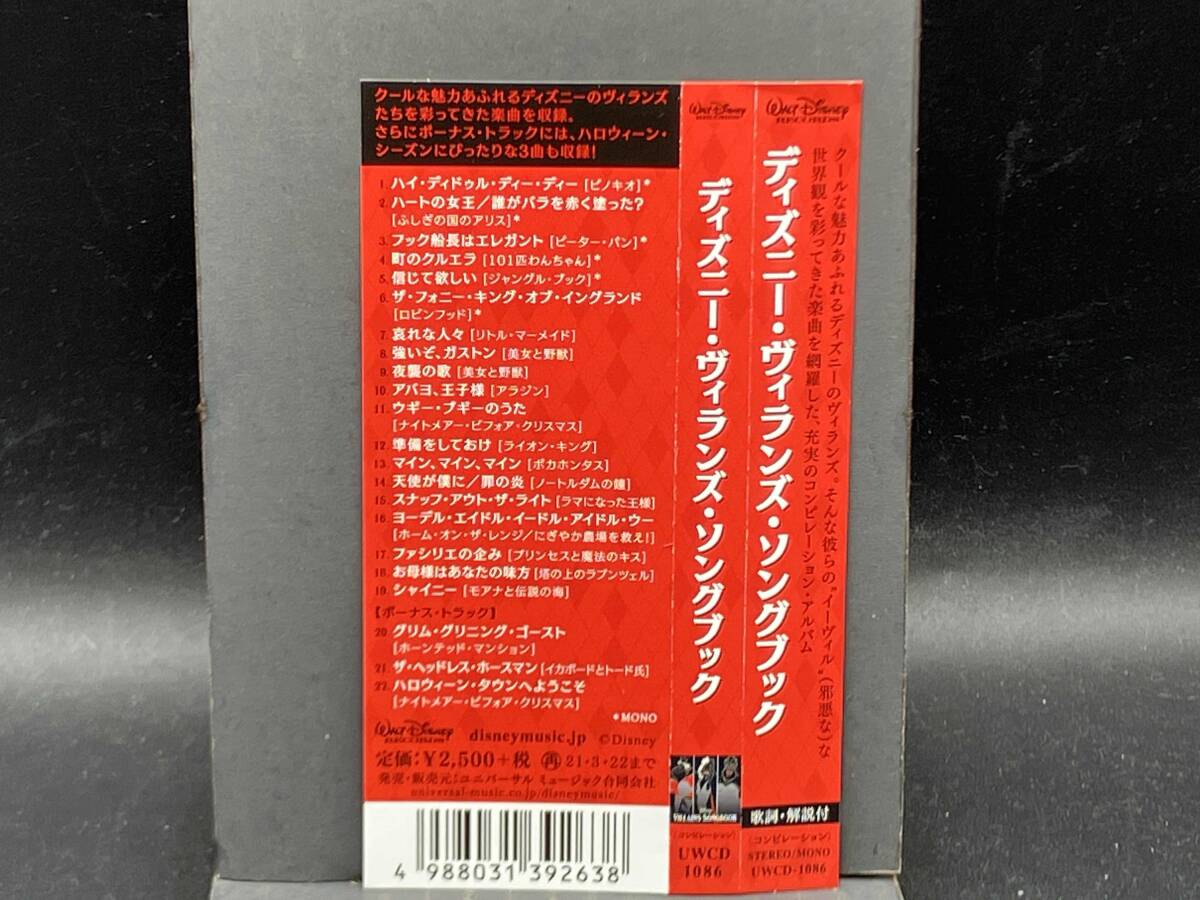 クールな魅力あふれるディズニーのヴィランズ
たちを彩ってきた楽曲を収録。
さらにボーナス・トラックには、ハロウィーン・
シーズンにぴったりな3曲も収録!
1. ハイ・ディドゥル・ディー・ディー [ピノキオ]*
2. ハートの女王/誰がバラを赤く塗った?
[ふしぎの国のアリス]*
3. フック船長はエレガント [ピーター・パン]*
4. 町のクルエラ [101匹わんちゃん]*
5. 信じて欲しい [ジャングル・ブック]*
6. ザ・フォニー・キング・オブ・イングランド
[ロビンフッド]*
7. 哀れな人々 [リトル・マーメイド]
8. 強いぞ、ガストン [美女と野獣]
9. 夜襲の歌 [美女と野獣]
10. アバヨ、王子様 [アラジン]
11. ウギー・ブギーのうた
[ナイトメアー・ビフォア・クリスマス]
12. 準備をしておけ [ライオン・キング]
13. マイン、マイン、マイン [ポカホンタス]
14. 天使が僕に/罪の炎 [ノートルダムの鐘]
15. スナッフ・アウト・ザ・ライト [ラマになった王様]
16. ヨーデル・エイドル・イードル・アイドル・ウー
[ホーム・オン・ザ・レンジ/にぎやか農場を救え!]
17. ファシリエの企み [プリンセスと魔法のキス]
18. お母様はあなたの味方 [塔の上のラプンツェル]
19. シャイニー [モアナと伝説の海]
【ボーナス・トラック】
20. グリム・グリニング・ゴースト
[ホーンテッド・マンション]
21. ザ・ヘッドレス・ホースマン [イカボードとトード氏]
22. ハロウィーン・タウンへようこそ
[ナイトメアー・ビフォア・クリスマス]
*MONO
WALT DISNEY RECORDS disneymusic.jp ©Disney
定価:¥2,500+税 再21・3・22まで
発売・販売元:ユニバーサル ミュージック合同会社
universal-music.co.jp/disneymusic/
4 988031 392638
WALT DISNEY
RECORDS
ディズニー・ヴィランズ・ソングブック
VILLAINS SONGBOOK
[コンピレーション]
UWCD
1086
WALT DISNEY
RECORDS
クールな魅力あふれるディズニーのヴィランズ。そんな彼らの“イーヴィル”(邪悪な)な
世界観を彩ってきた楽曲を網羅した、充実のコンピレーション・アルバム
ディズニー・ヴィランズ・ソングブック
歌詞・解説付
[コンピレーション]
STEREO/MONO
UWCD-1086